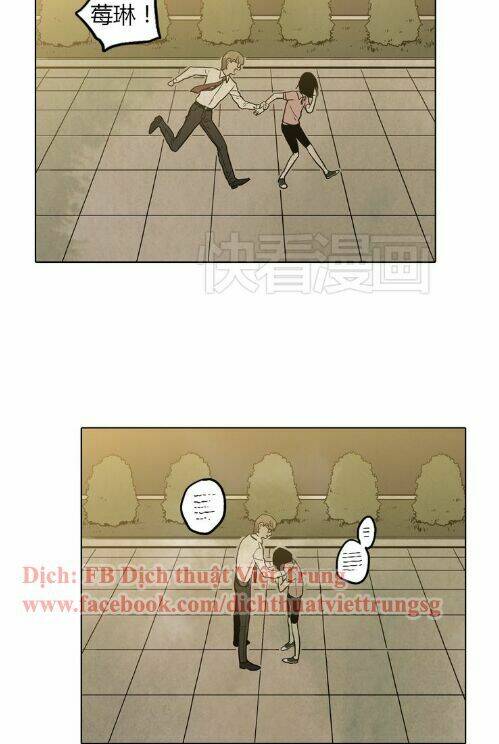 莓琳！
快看漫画
Dịch: FB Dịch thuật Việt Trung
www.facebook.com/dichthuatviettrungsg